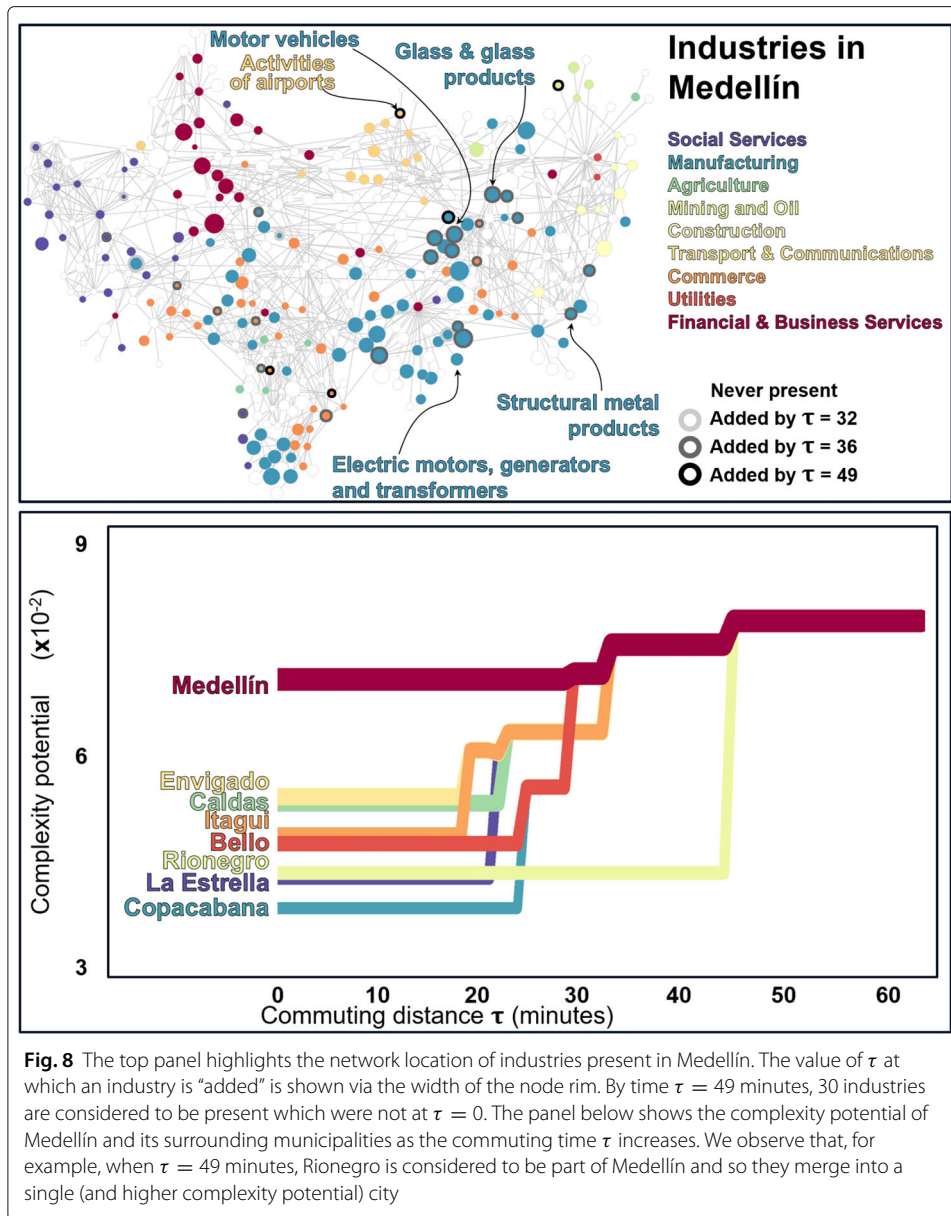 Motor vehicles
Activities
of airports
Glass & glass
products
Industries in
Medellín
Social Services
Manufacturing
Agriculture
Mining and Oil
Construction
Transport & Communications
Commerce
Utilities
Financial & Business Services
Structural metal
products
Electric motors, generators
and transformers
Never present
Added by τ = 32
Added by τ = 36
Added by τ = 49
9
6
3
Complexity potential (x10-2)
Medellín
Envigado
Caldas
Itagui
Bello
Rionegro
La Estrella
Copacabana
0 10 20 30 40 50 60
Commuting distance τ (minutes)
Fig. 8 The top panel highlights the network location of industries present in Medellín. The value of τ at
which an industry is “added” is shown via the width of the node rim. By time τ = 49 minutes, 30 industries
are considered to be present which were not at τ = 0. The panel below shows the complexity potential of
Medellín and its surrounding municipalities as the commuting time τ increases. We observe that, for
example, when τ = 49 minutes, Rionegro is considered to be part of Medellín and so they merge into a
single (and higher complexity potential) city